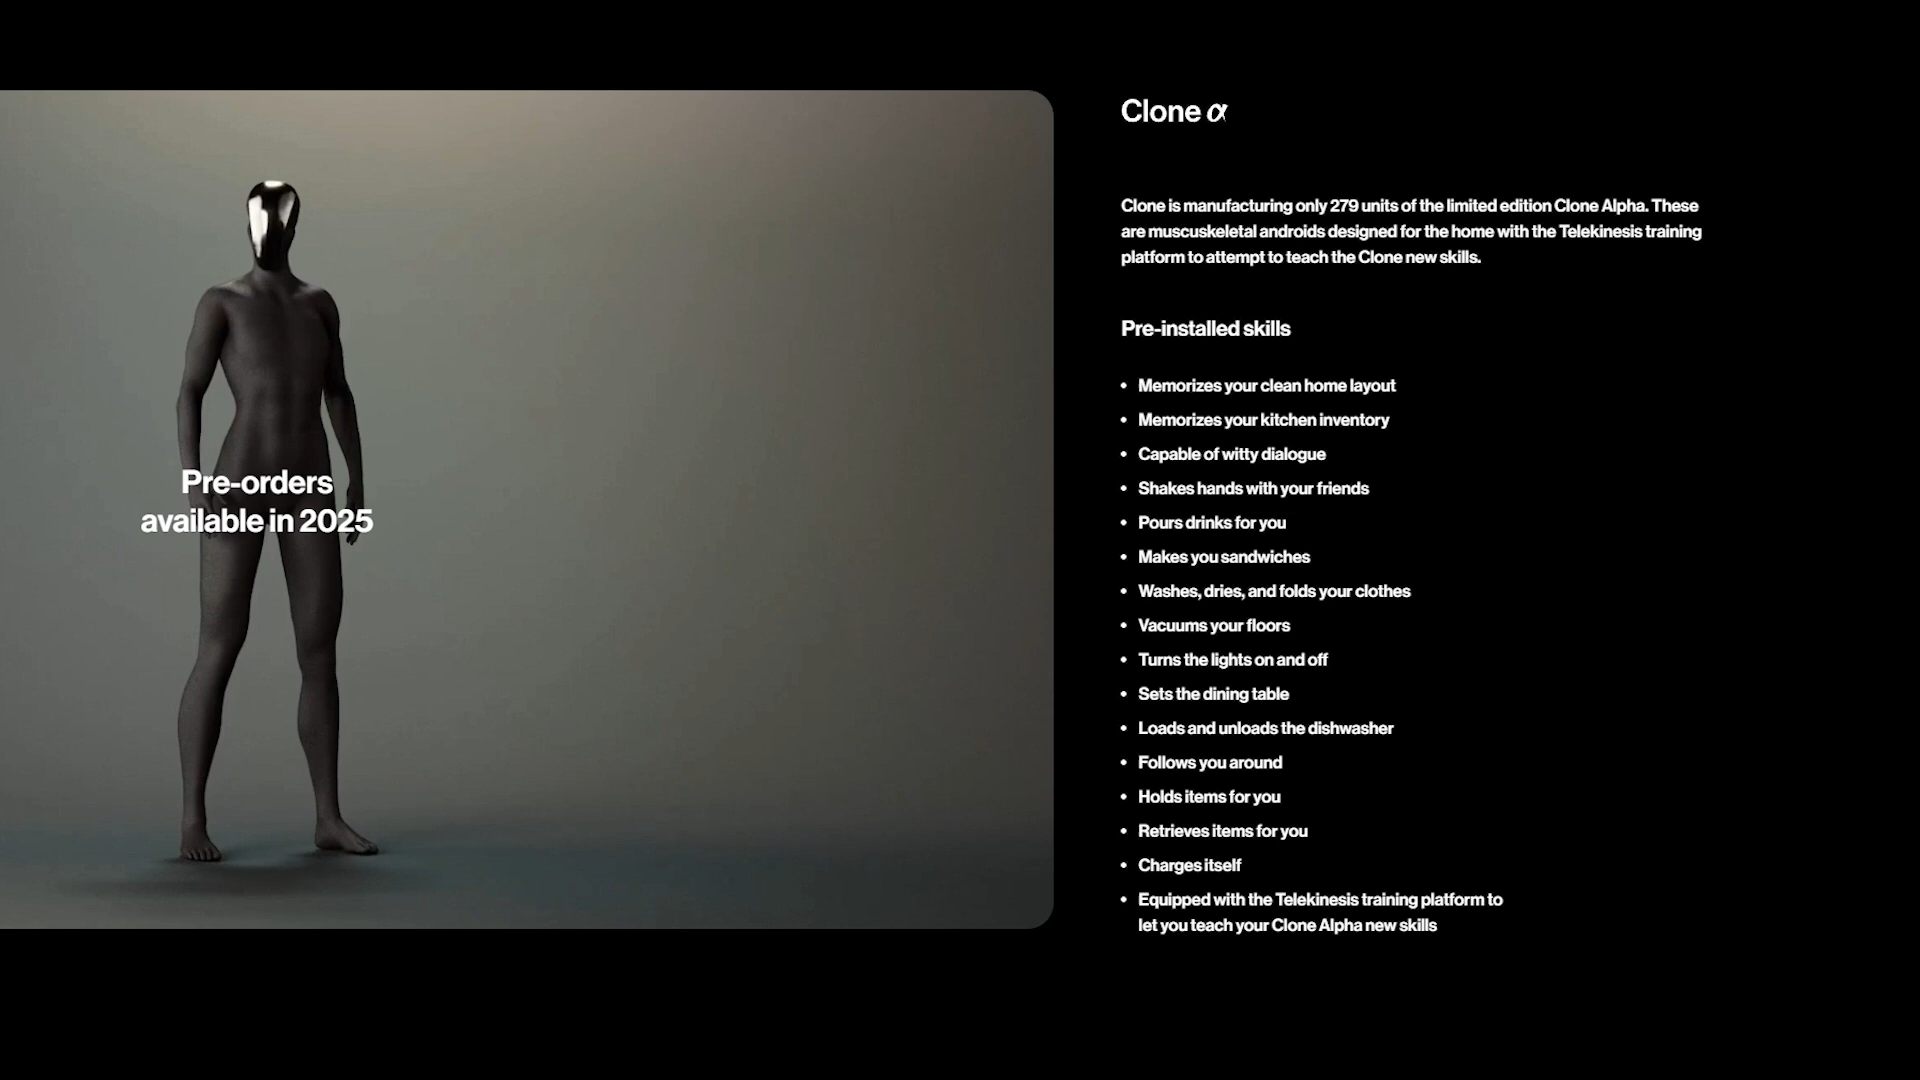 Pre-orders
available in 2025
Clone α
Clone is manufacturing only 279 units of the limited edition Clone Alpha. These
are muscuskeletal androids designed for the home with the Telekinesis training
platform to attempt to teach the Clone new skills.
Pre-installed skills
• Memorizes your clean home layout
• Memorizes your kitchen inventory
• Capable of witty dialogue
• Shakes hands with your friends
• Pours drinks for you
• Makes you sandwiches
• Washes, dries, and folds your clothes
• Vacuums your floors
• Turns the lights on and off
• Sets the dining table
• Loads and unloads the dishwasher
• Follows you around
• Holds items for you
• Retrieves items for you
• Charges itself
• Equipped with the Telekinesis training platform to
let you teach your Clone Alpha new skills